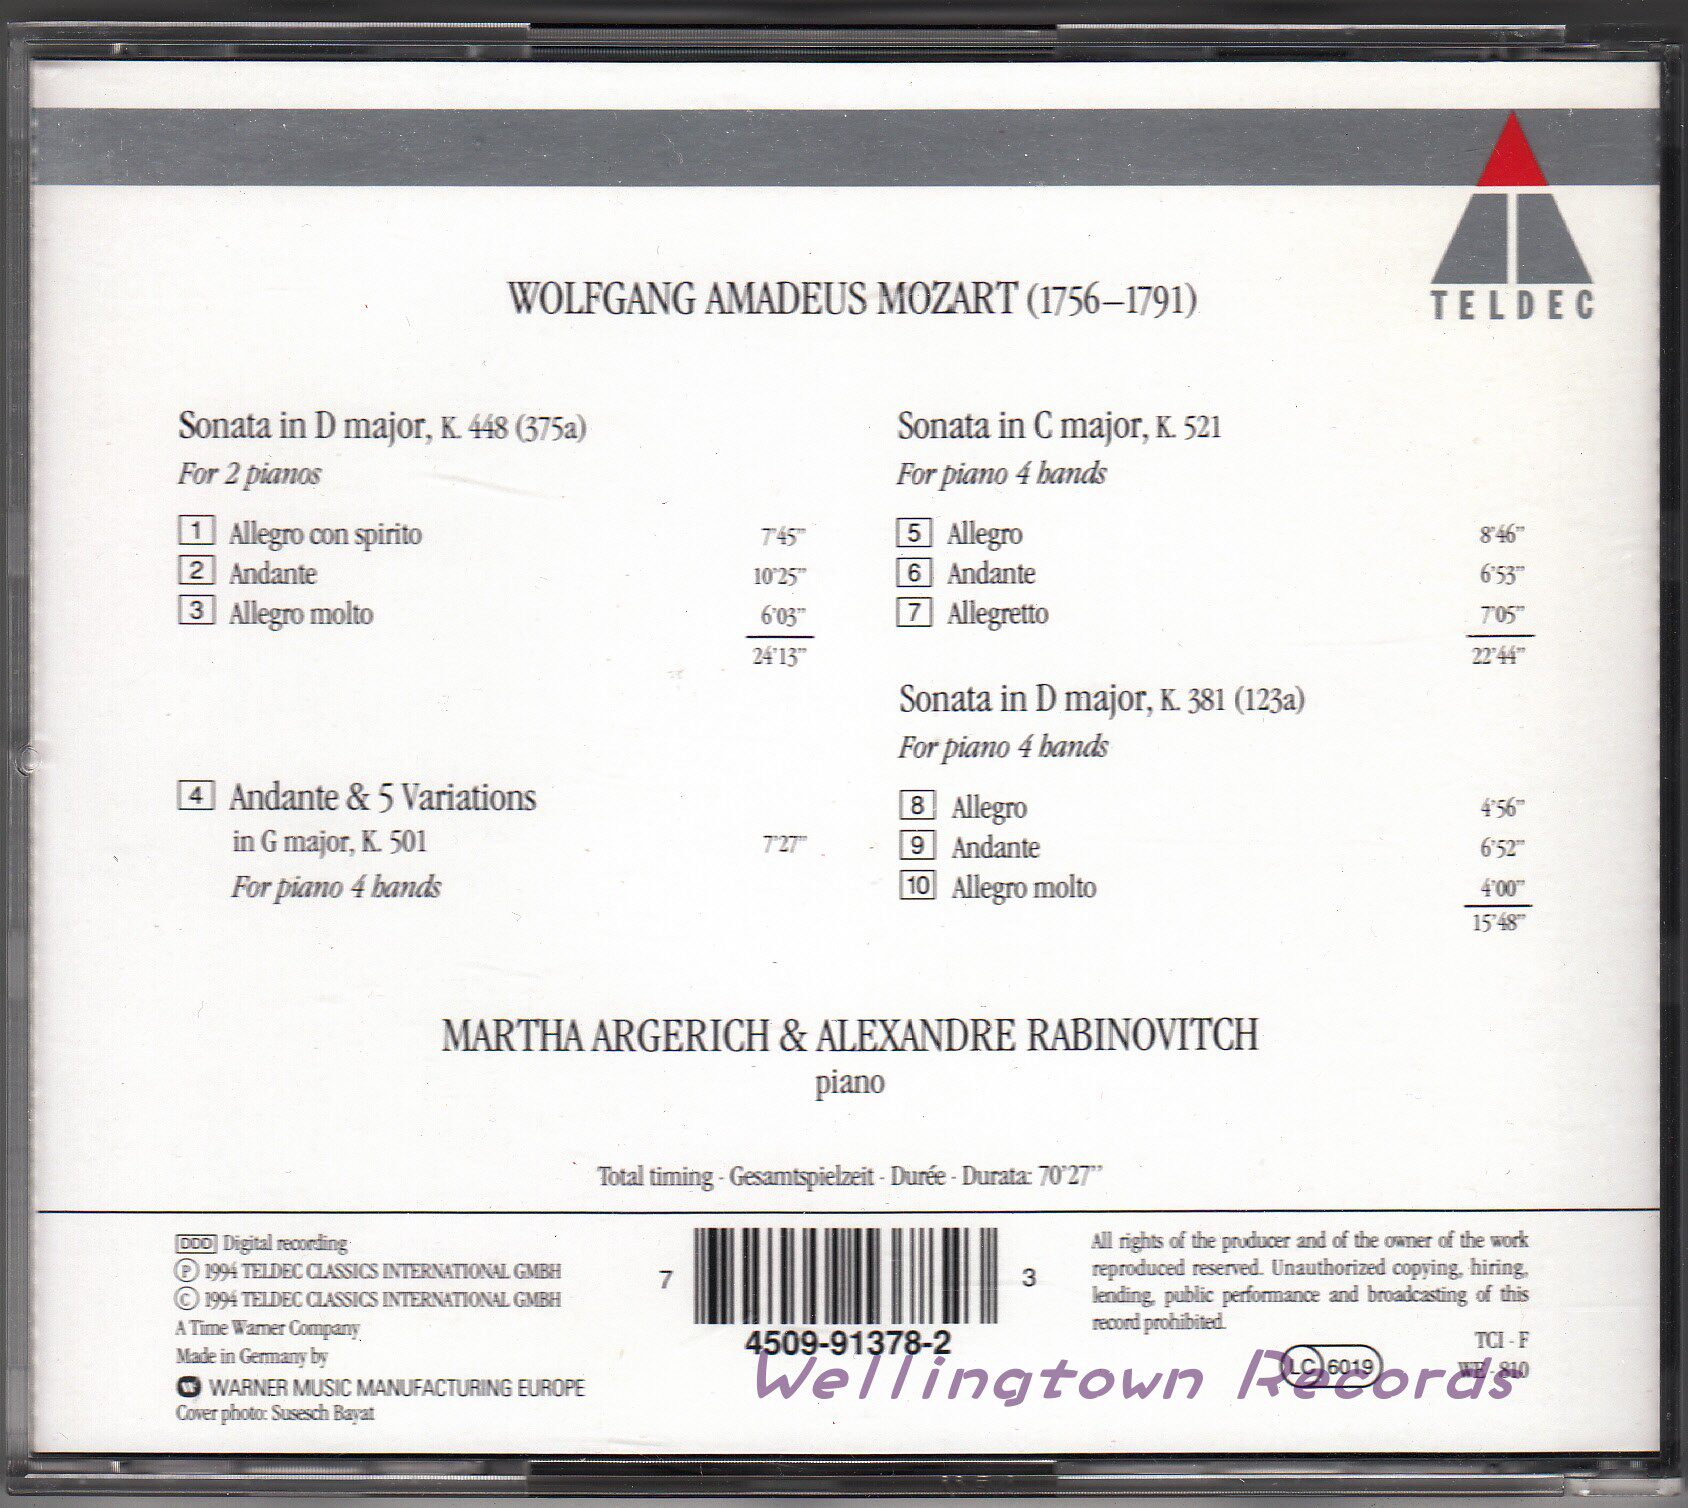 TELDEC
WOLFGANG AMADEUS MOZART (1756–1791)
Sonata in D major, K. 448 (375a)
For 2 pianos
1 Allegro con spirito 7'45"
2 Andante 10'25"
3 Allegro molto 6'03"
24'13"
4 Andante & 5 Variations
in G major, K. 501 7'27"
For piano 4 hands
Sonata in C major, K. 521
For piano 4 hands
5 Allegro 8'46"
6 Andante 6'53"
7 Allegretto 7'05"
22'44"
Sonata in D major, K. 381 (123a)
For piano 4 hands
8 Allegro 4'56"
9 Andante 6'52"
10 Allegro molto 4'00"
15'48"
MARTHA ARGERICH & ALEXANDRE RABINOVITCH
piano
Total timing - Gesamtspielzeit - Durée - Durata: 70'27"
DDD Digital recording
Ⓟ 1994 TELDEC CLASSICS INTERNATIONAL GMBH
© 1994 TELDEC CLASSICS INTERNATIONAL GMBH
A Time Warner Company
Made in Germany by
WARNER MUSIC MANUFACTURING EUROPE
Cover photo: Susesch Bayat
7 3
4509-91378-2
All rights of the producer and of the owner of the work
reproduced reserved. Unauthorized copying, hiring,
lending, public performance and broadcasting of this
record prohibited.
TCI - F
LC 6019
WE - 810
Wellingtown Records